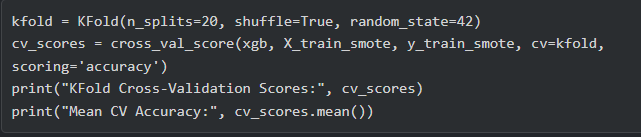 kfold = KFold(n_splits=20, shuffle=True, random_state=42)
cv_scores = cross_val_score(xgb, X_train_smote, y_train_smote, cv=kfold,
scoring='accuracy')
print("KFold Cross-Validation Scores:", cv_scores)
print("Mean CV Accuracy:", cv_scores.mean())